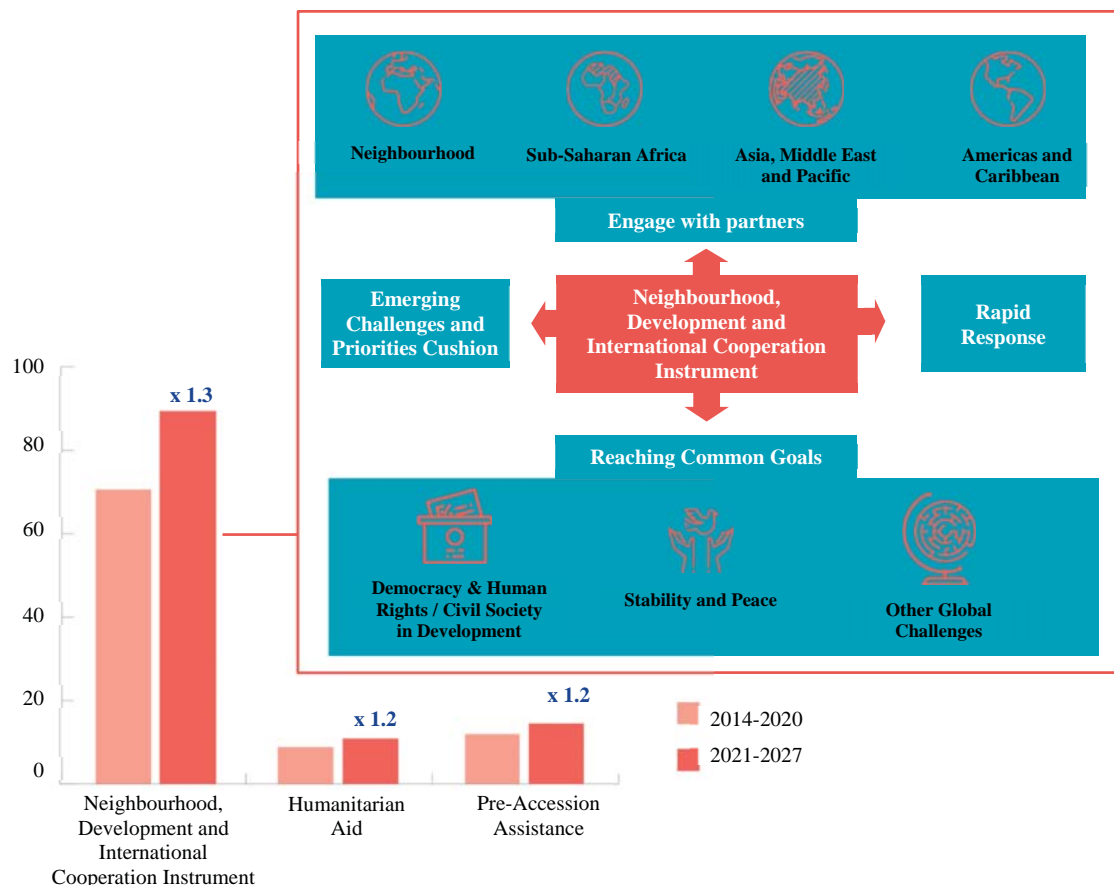 Neighbourhood
Sub-Saharan Africa
Asia, Middle East
and Pacific
Americas and
Caribbean
Engage with partners
Emerging
Challenges and
Priorities Cushion
Neighbourhood,
Development and
International Cooperation
Instrument
Rapid
Response
Reaching Common Goals
Democracy & Human
Rights / Civil Society
in Development
Stability and Peace
Other Global
Challenges
100
80
60
40
20
0
x 1.3
x 1.2
x 1.2
2014-2020
2021-2027
Neighbourhood,
Development and
International
Cooperation Instrument
Humanitarian
Aid
Pre-Accession
Assistance